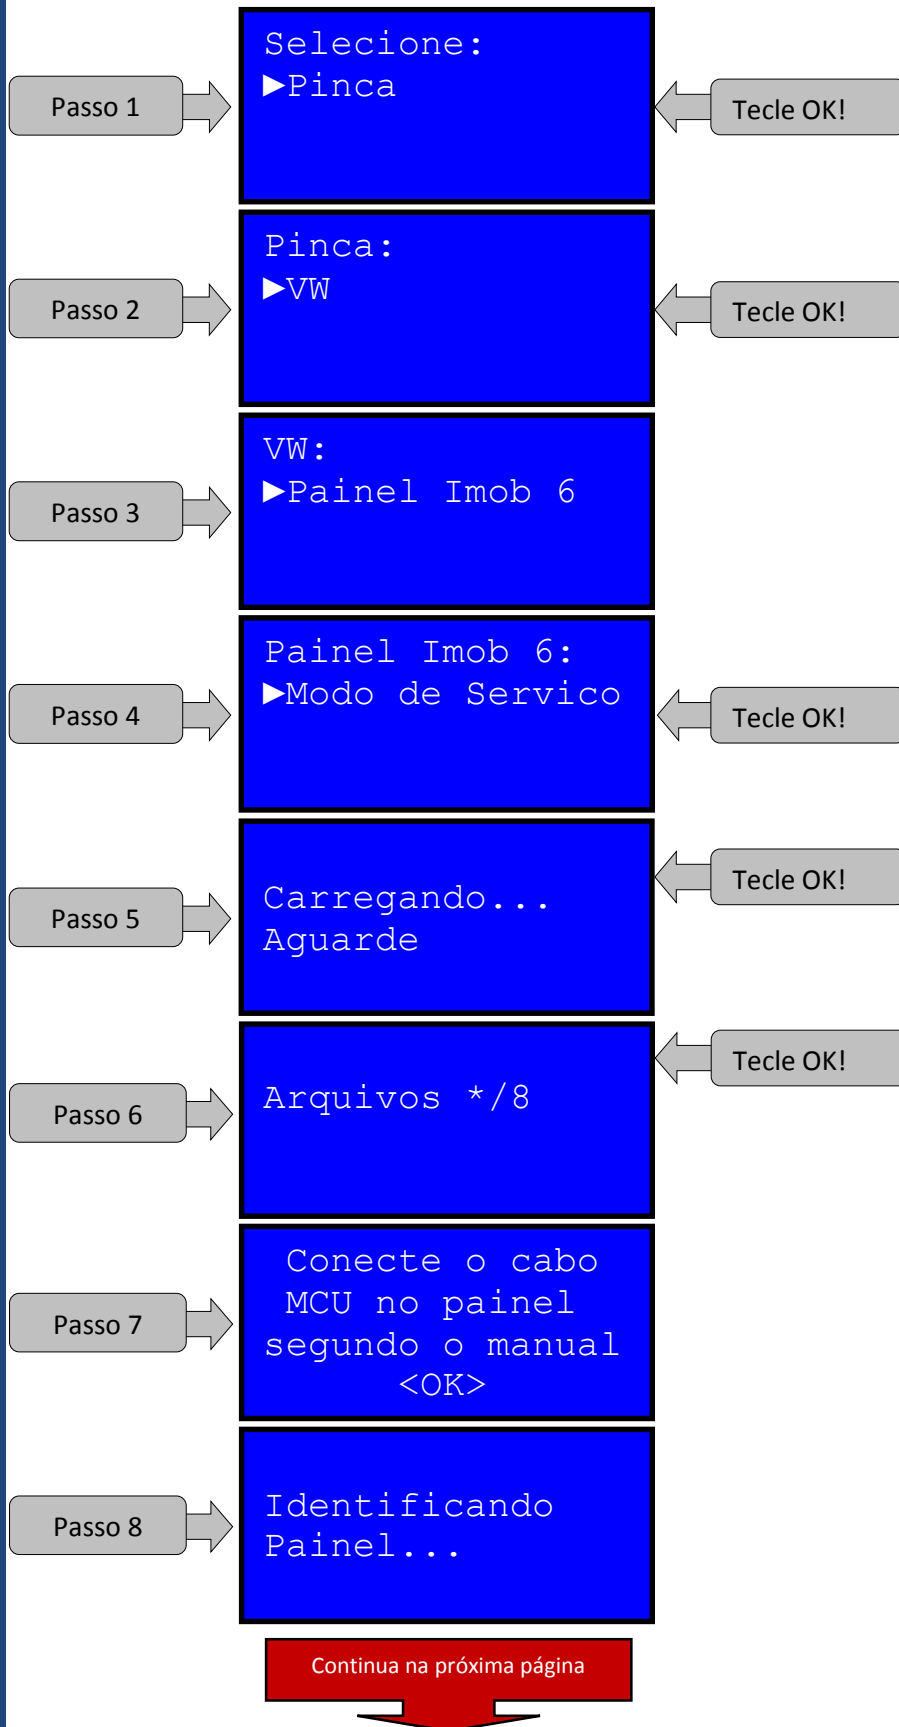 Selecione:
►Pinca
Passo 1
Tecle OK!
Pinca:
►VW
Passo 2
Tecle OK!
VW:
►Painel Imob 6
Passo 3
Painel Imob 6:
►Modo de Servico
Passo 4
Tecle OK!
Tecle OK!
Carregando...
Aguarde
Passo 5
Tecle OK!
Arquivos */8
Passo 6
Conecte o cabo
MCU no painel
segundo o manual
<OK>
Passo 7
Identificando
Painel...
Passo 8
Continua na próxima página